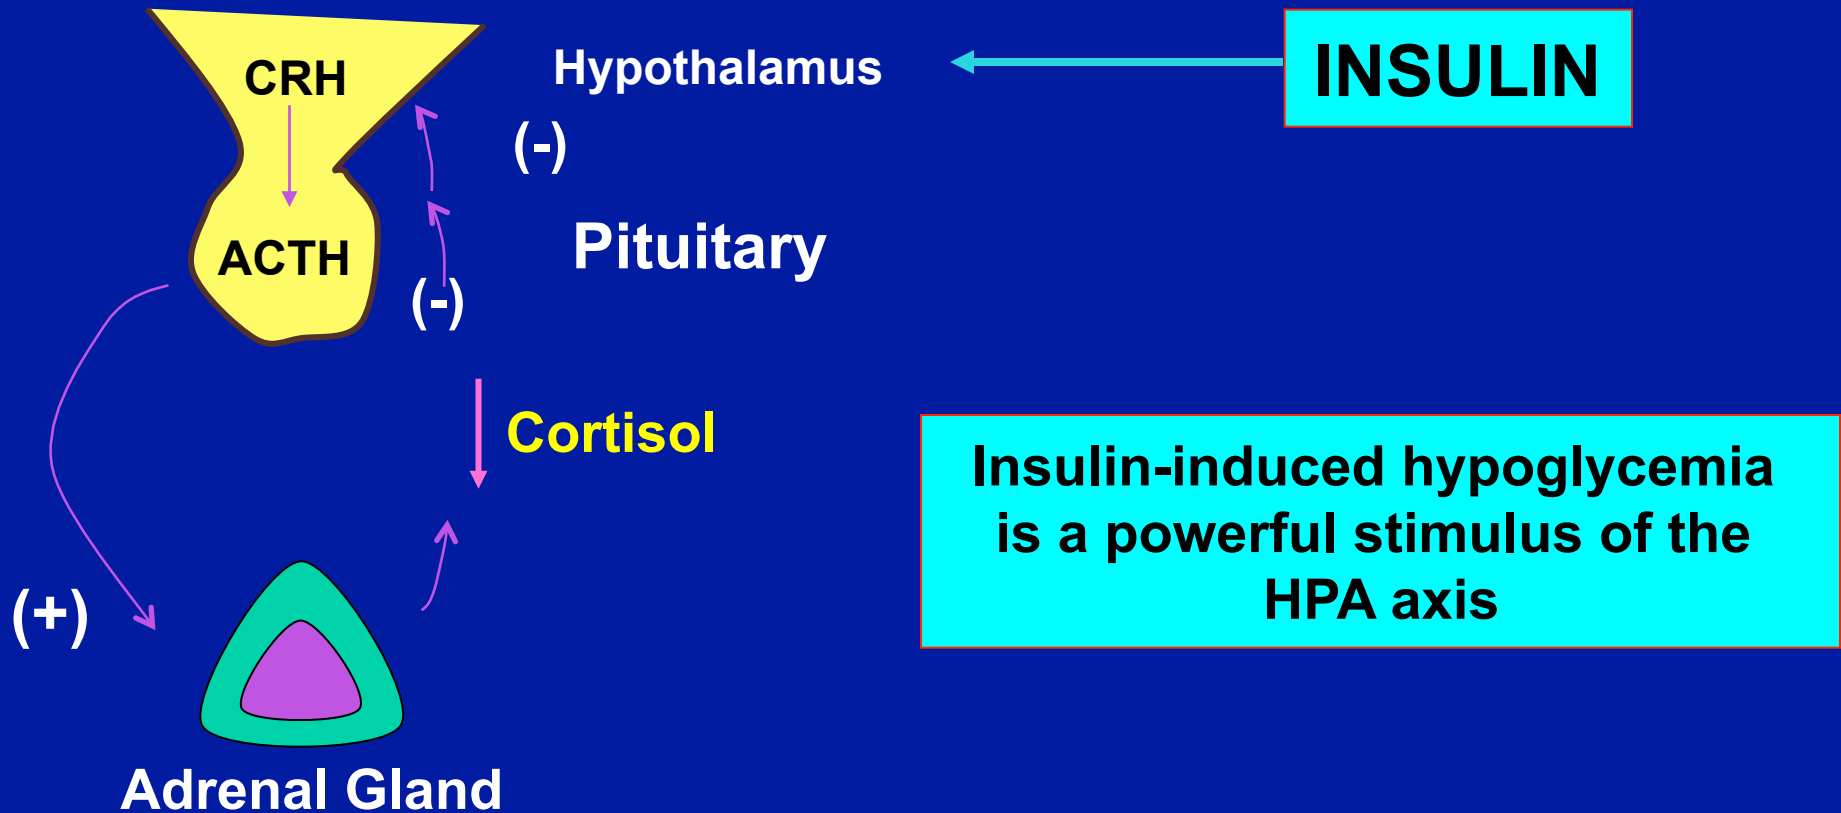 CRH
Hypothalamus
INSULIN
(-)
ACTH
Pituitary
(-)
Cortisol
Insulin-induced hypoglycemia
is a powerful stimulus of the
HPA axis
(+)
Adrenal Gland